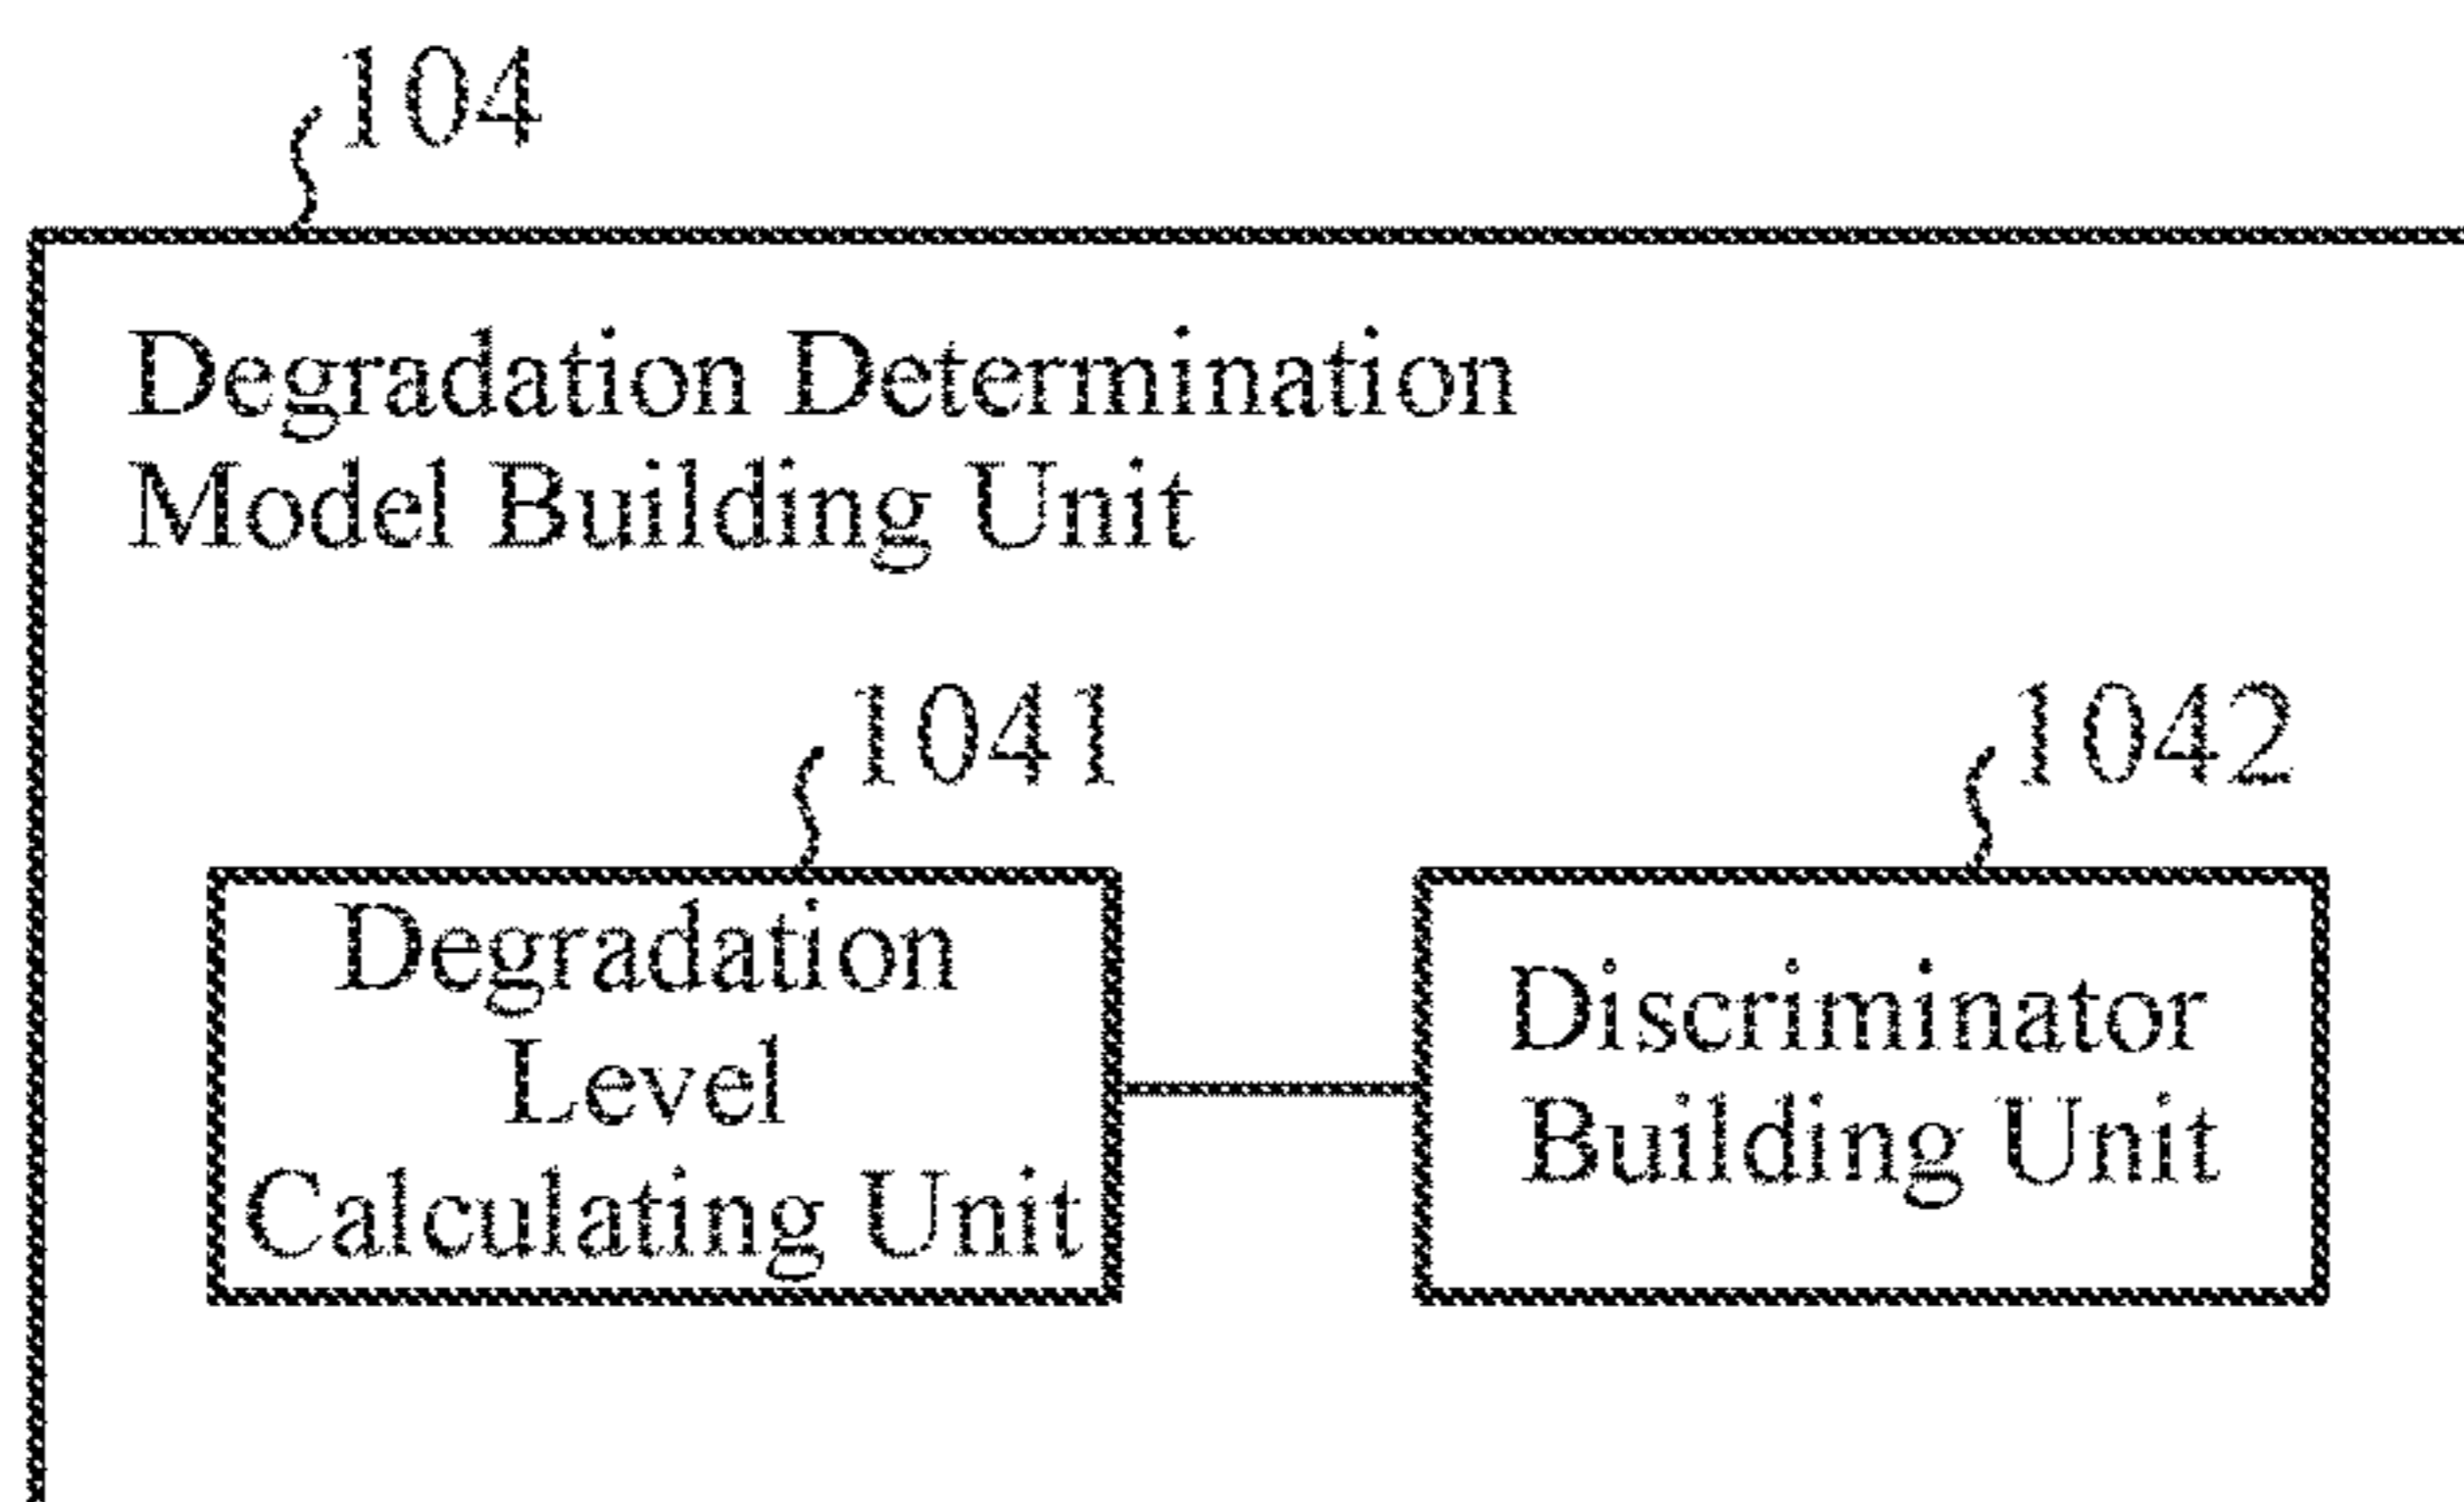 104
Degradation Determination
Model Building Unit
1041
1042
Degradation
Level
Calculating Unit
Discriminator
Building Unit